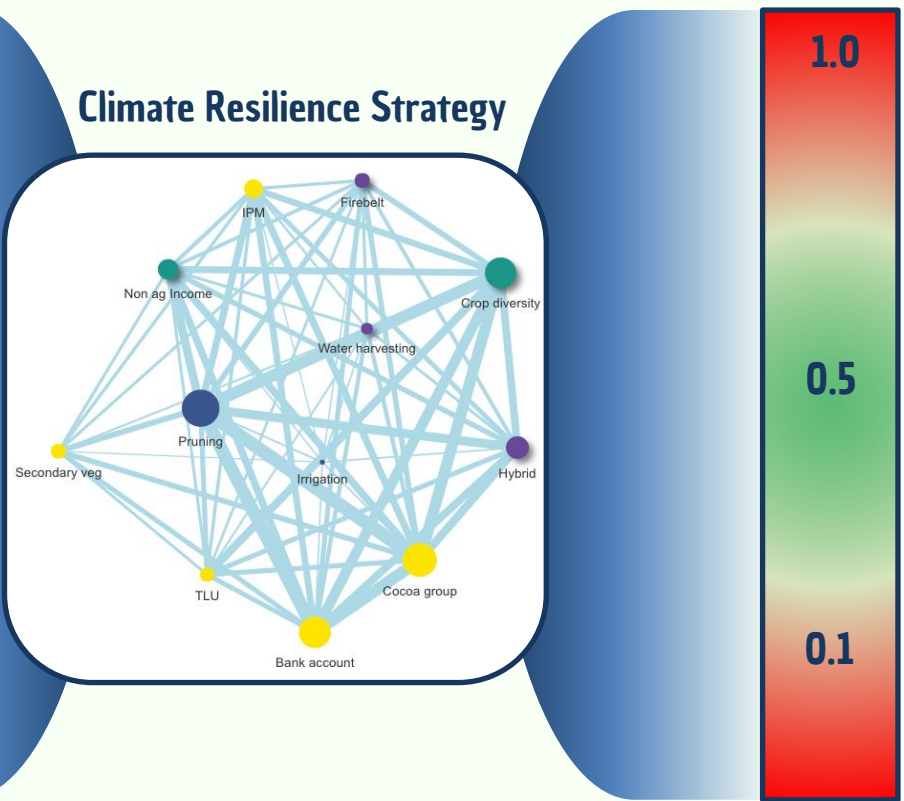 Climate Resilience Strategy
IPM
Firebelt
Non ag Income
Crop diversity
Water harvesting
Pruning
Secondary veg
Irrigation
Hybrid
TLU
Cocoa group
Bank account
1.0
0.5
0.1